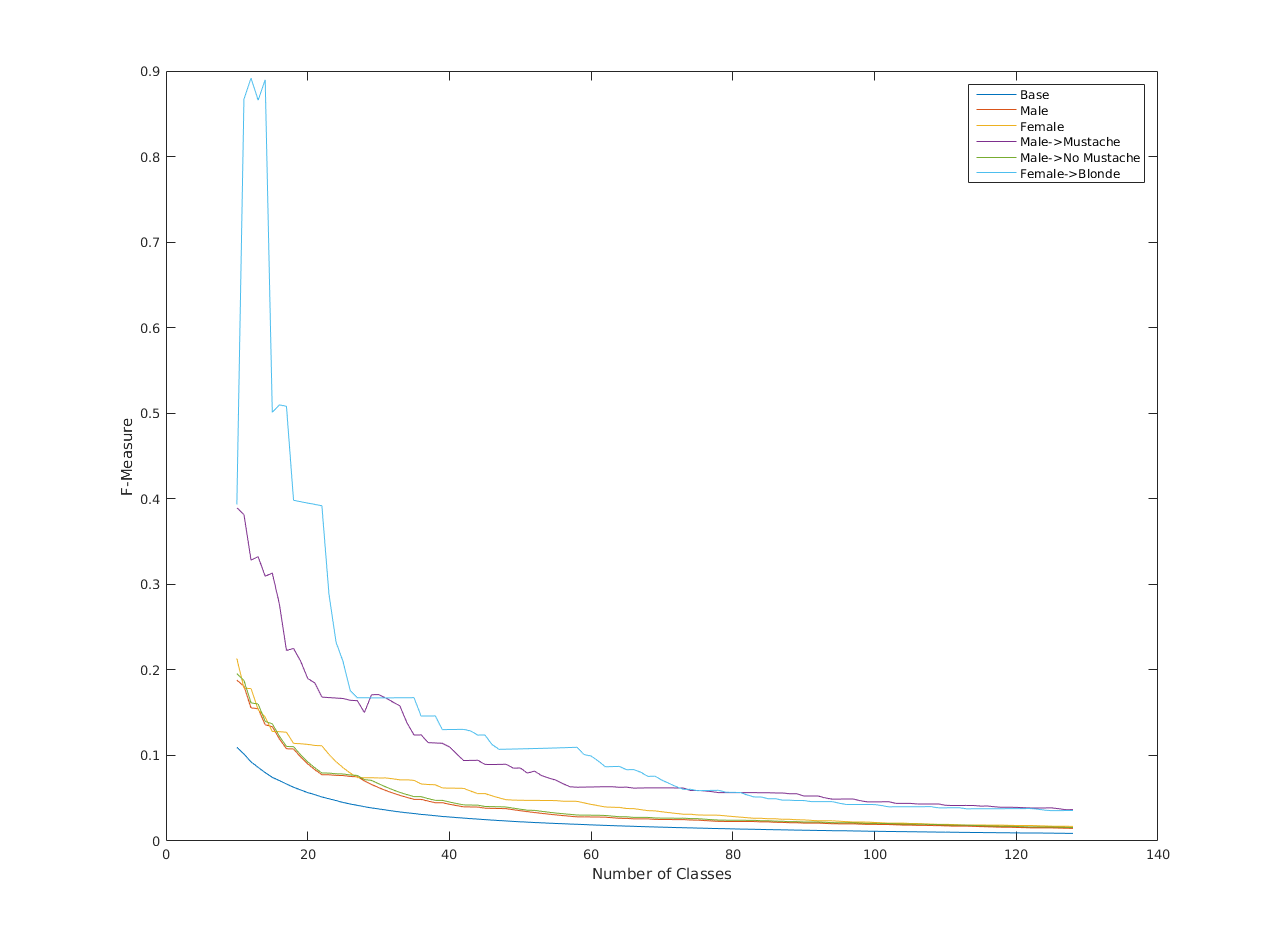 0.9
0.8
0.7
0.6
0.5
0.4
0.3
0.2
0.1
0
F-Measure
Base
Male
Female
Male->Mustache
Male->No Mustache
Female->Blonde
0 20 40 60 80 100 120 140
Number of Classes